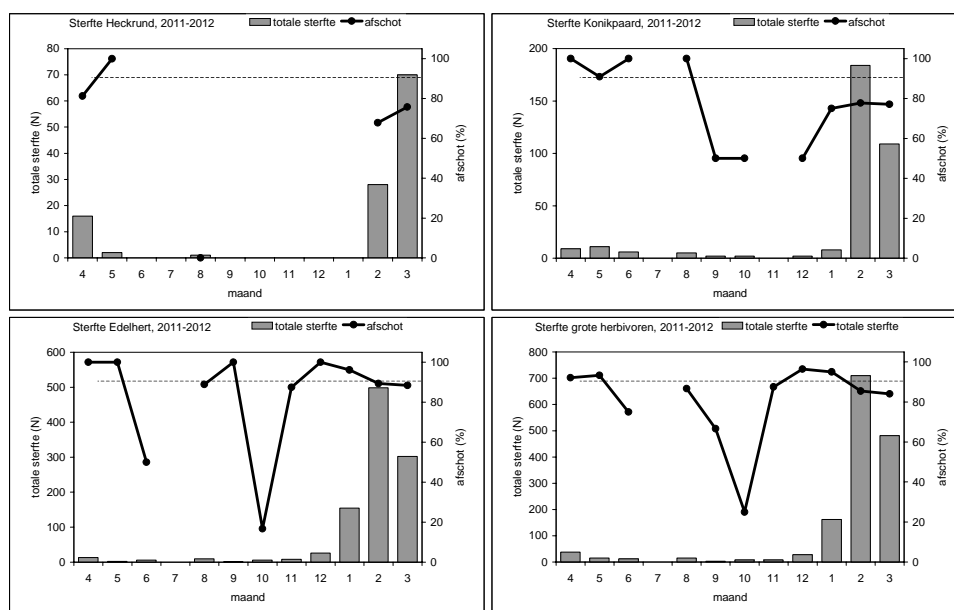 Sterfte Heckrund, 2011-2012 totale sterfte afschot
80
70
60
50
40
30
20
10
0
totale sterfte (N)
100
80
60
40
20
0
afschot (%)
4 5 6 7 8 9 10 11 12 1 2 3
maand
Sterfte Konikpaard, 2011-2012 totale sterfte afschot
200
150
100
50
0
totale sterfte (N)
100
80
60
40
20
0
afschot (%)
4 5 6 7 8 9 10 11 12 1 2 3
maand
Sterfte Edelhert, 2011-2012 totale sterfte afschot
600
500
400
300
200
100
0
totale sterfte (N)
100
80
60
40
20
0
afschot (%)
4 5 6 7 8 9 10 11 12 1 2 3
maand
Sterfte grote herbivoren, 2011-2012 totale sterfte totale sterfte
800
700
600
500
400
300
200
100
0
totale sterfte (N)
100
80
60
40
20
0
afschot (%)
4 5 6 7 8 9 10 11 12 1 2 3
maand